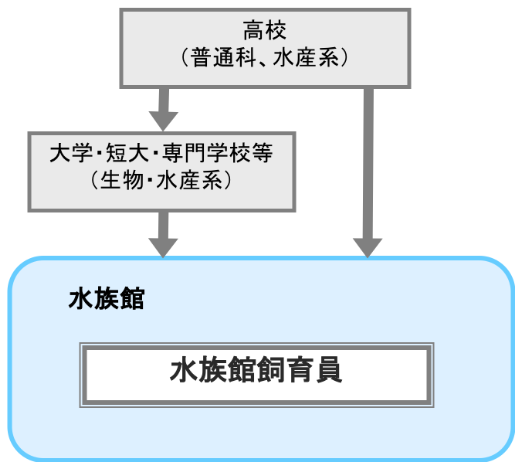 高校
（普通科、水産系）
大学・短大・専門学校等
（生物・水産系）
水族館
水族館飼育員